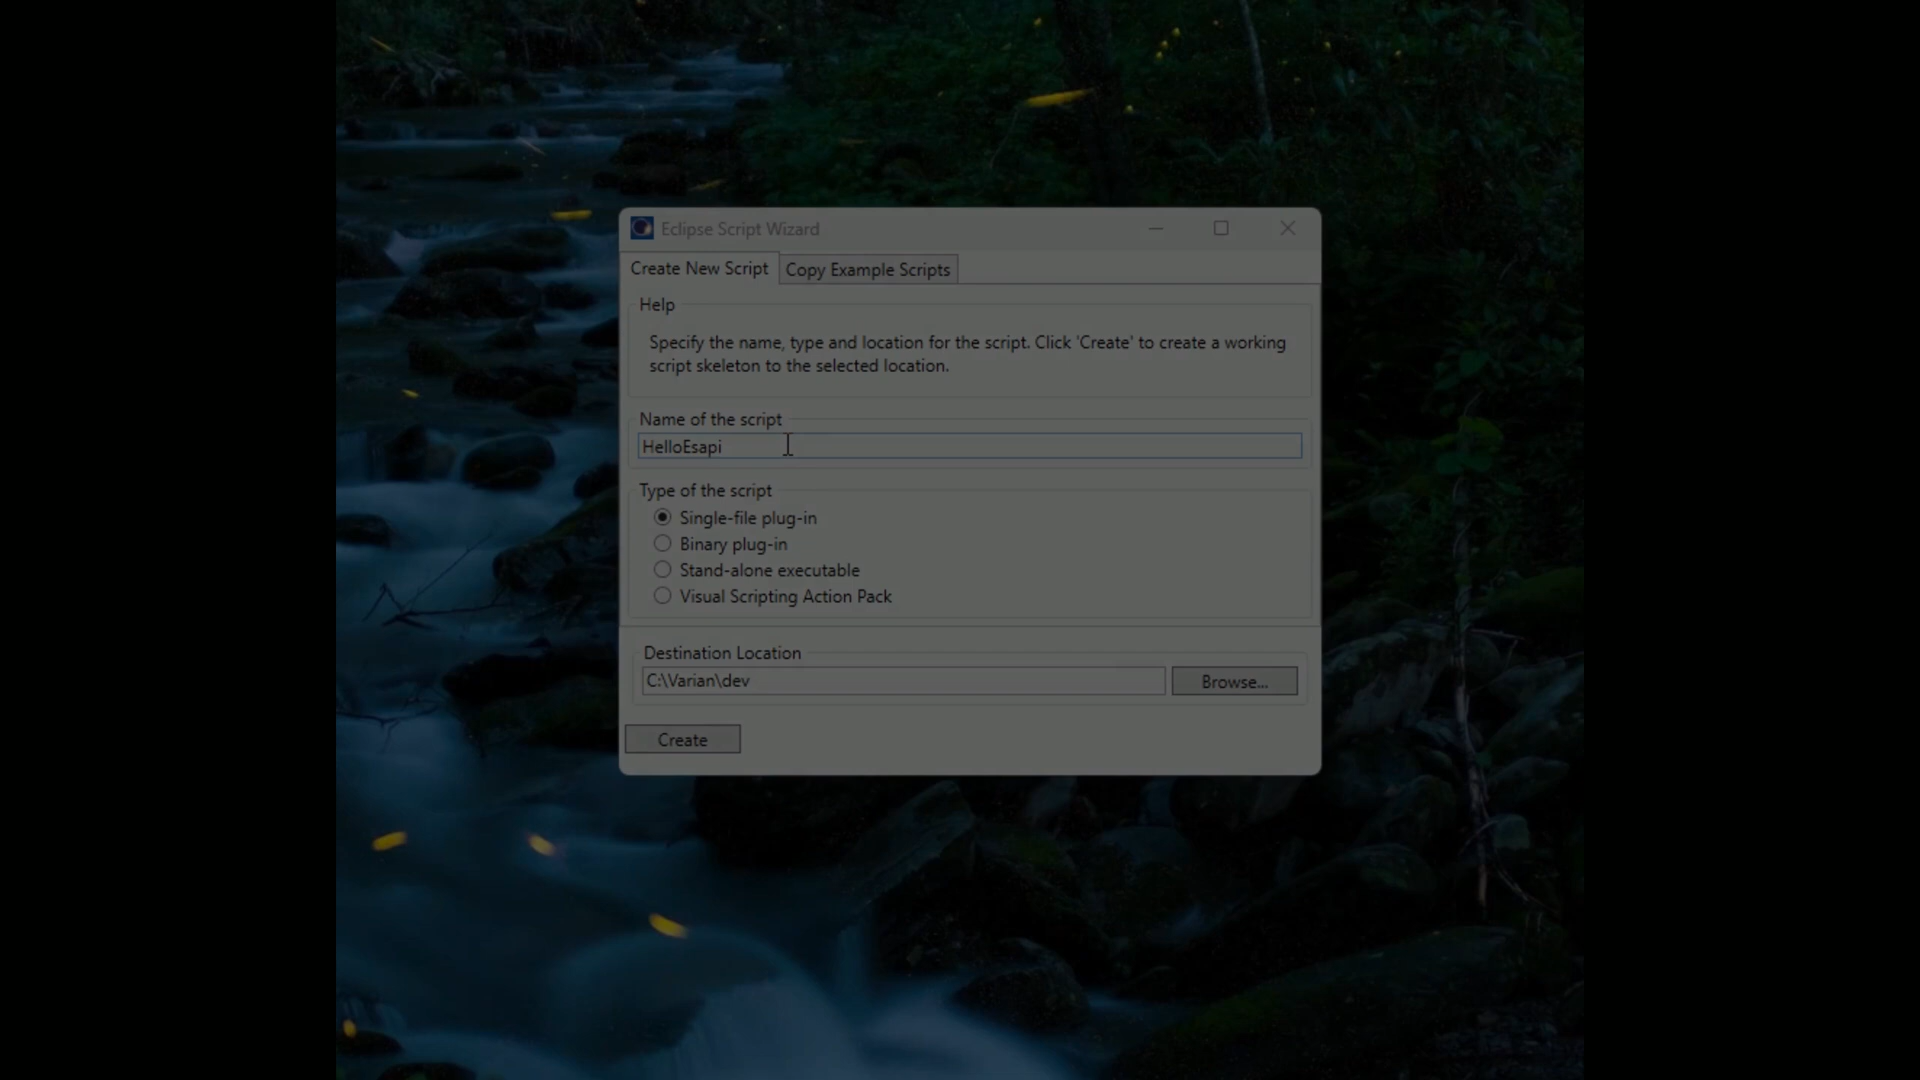 Eclipse Script Wizard
Create New Script
Copy Example Scripts
Help
Specify the name, type and location for the script. Click 'Create' to create a working
script skeleton to the selected location.
Name of the script
HelloEsapi
Type of the script
Single-file plug-in
Binary plug-in
Stand-alone executable
Visual Scripting Action Pack
Destination Location
C:\Varian\dev
Browse...
Create